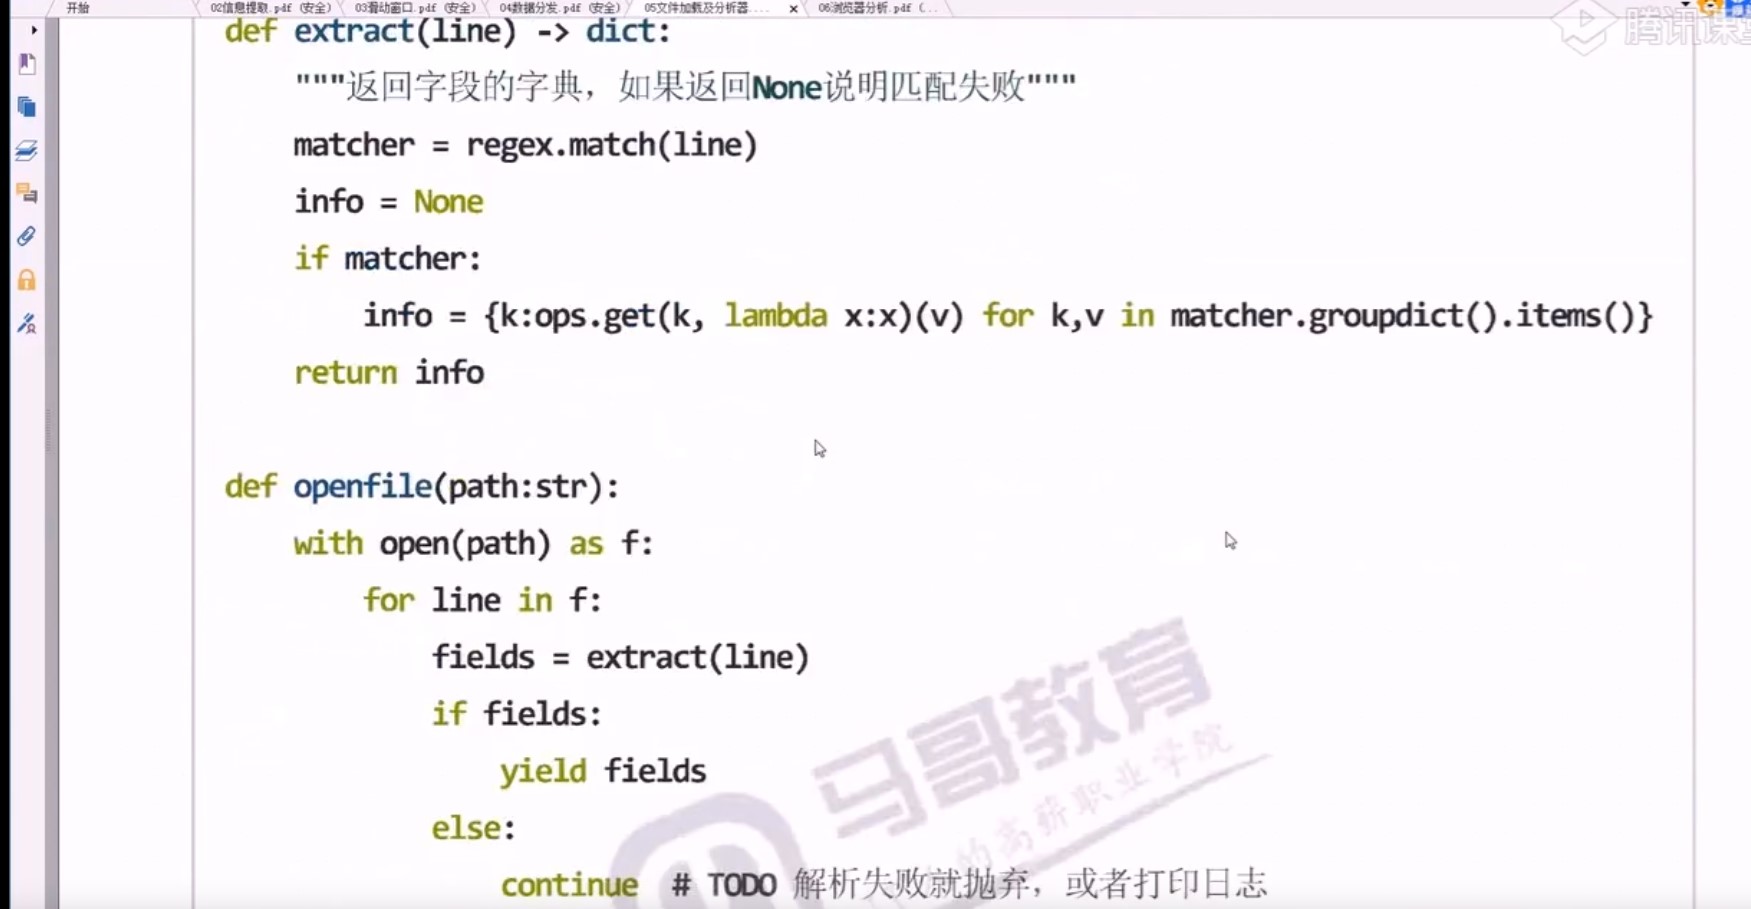 开始 02信息提取.pdf (安全) 03滑动窗口.pdf (安全) 04数据分发.pdf (安全) 05文件加载及分析器.... × 06浏览器分析.pdf (...
腾讯课堂
def extract(line) -> dict:
"""返回字段的字典，如果返回None说明匹配失败"""
matcher = regex.match(line)
info = None
if matcher:
info = {k:ops.get(k, lambda x:x)(v) for k,v in matcher.groupdict().items()}
return info
def openfile(path:str):
with open(path) as f:
for line in f:
fields = extract(line)
if fields:
yield fields
else:
continue # TODO 解析失败就抛弃，或者打印日志
马哥教育
的高薪职业学院